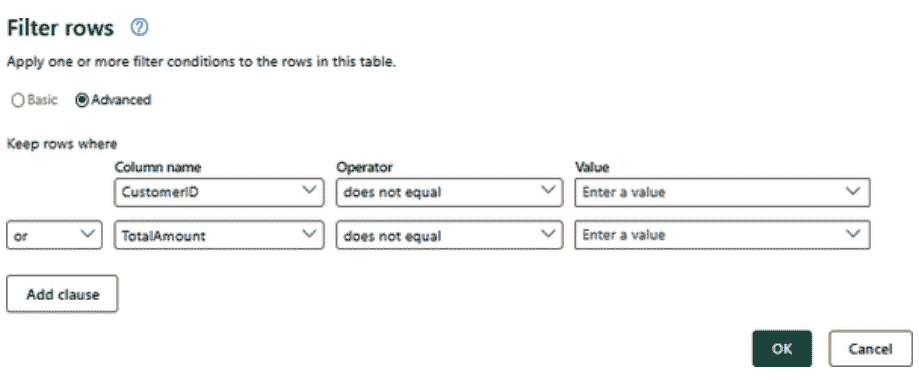 Filter rows ?
Apply one or more filter conditions to the rows in this table.
Basic Advanced
Keep rows where
Column name Operator Value
CustomerID does not equal Enter a value
or TotalAmount does not equal Enter a value
Add clause
OK Cancel